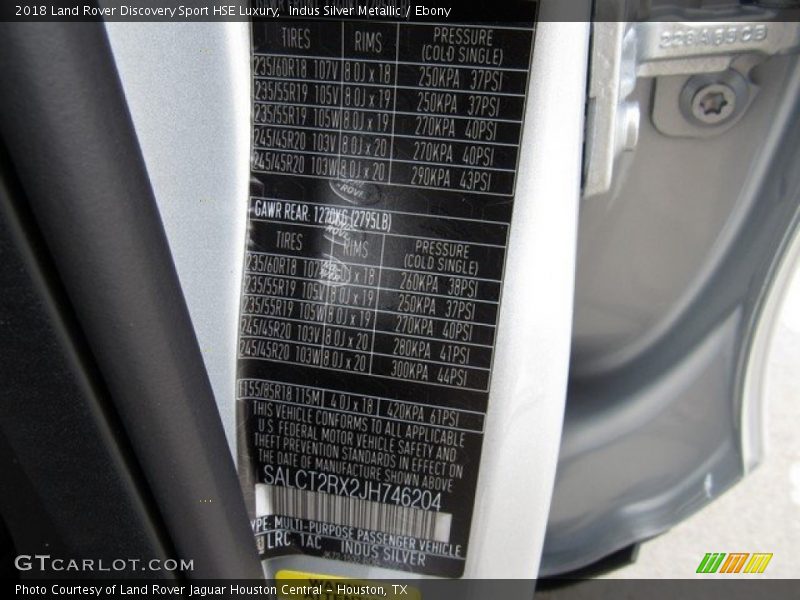 2018 Land Rover Discovery Sport HSE Luxury,  Indus Silver Metallic / Ebony
TIRES RIMS PRESSURE (COLD SINGLE)
235/60R18 107V 8.0J x 18 250KPA 37PSI
235/55R19 105V 8.0J x 19 250KPA 37PSI
235/55R19 105W 8.0J x 19 270KPA 40PSI
245/45R20 103V 8.0J x 20 270KPA 40PSI
245/45R20 103W 8.0J x 20 290KPA 43PSI
GAWR REAR: 1270KG (2795LB)
TIRES RIMS PRESSURE (COLD SINGLE)
235/60R18 107V 8.0J x 18 260KPA 38PSI
235/55R19 105V 8.0J x 19 250KPA 37PSI
235/55R19 105W 8.0J x 19 270KPA 40PSI
245/45R20 103V 8.0J x 20 280KPA 41PSI
245/45R20 103W 8.0J x 20 300KPA 44PSI
T155/85R18 115M 4.0J x 18 420KPA 61PSI
THIS VEHICLE CONFORMS TO ALL APPLICABLE
U.S FEDERAL MOTOR VEHICLE SAFETY AND
THEFT PREVENTION STANDARDS IN EFFECT ON
THE DATE OF MANUFACTURE SHOWN ABOVE
SALCT2RX2JH746204
TYPE: MULTI-PURPOSE PASSENGER VEHICLE
LRC 1AC INDUS SILVER
GTCARLOT.COM
Photo Courtesy of Land Rover Jaguar Houston Central - Houston, TX